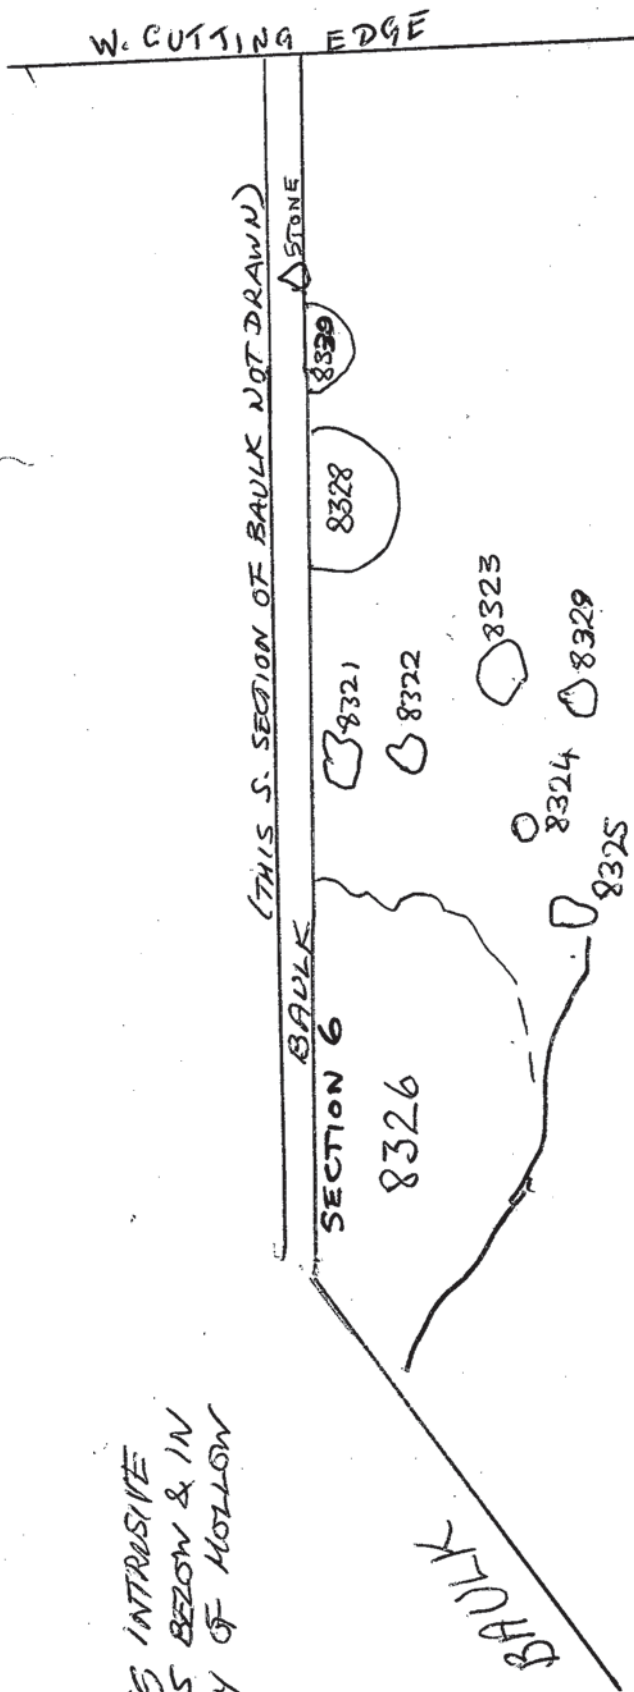 W. CUTTING EDGE
STONE
(THIS S. SECTION OF BAULK NOT DRAWN)
8339
8328
8323
8329
8321
8322
8324
8325
BAULK
SECTION 6
8326
INTRUSIVE
BELOW & IN
OF HOLLOW
BAULK